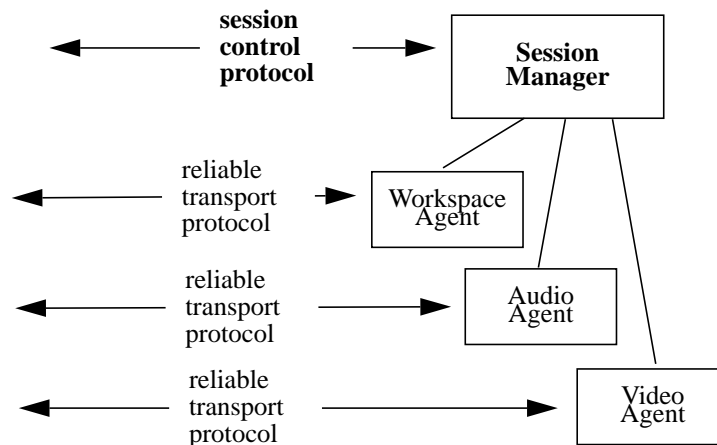 session
control
protocol
Session
Manager
reliable
transport
protocol
Workspace
Agent
reliable
transport
protocol
Audio
Agent
reliable
transport
protocol
Video
Agent